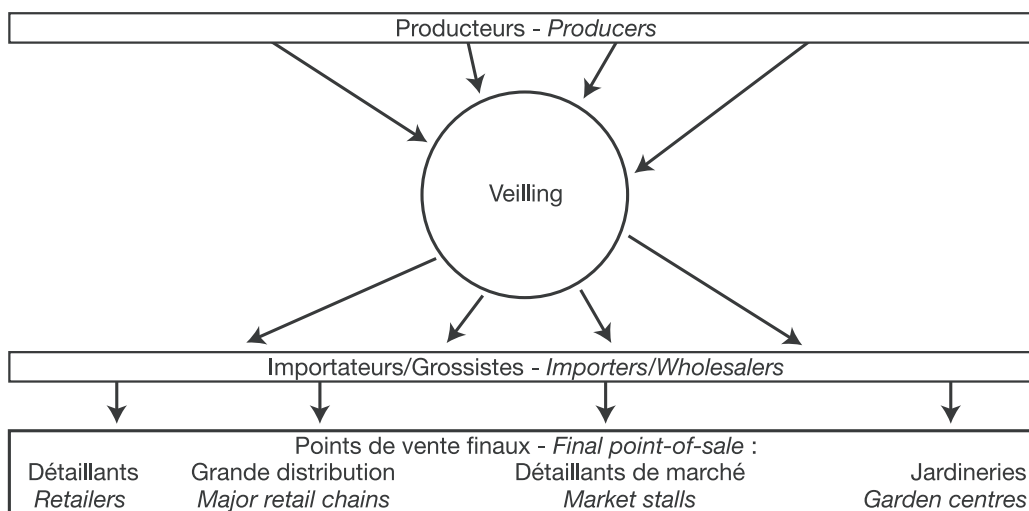 Producteurs - Producers
Veilling
Importateurs/Grossistes - Importers/Wholesalers
Points de vente finaux - Final point-of-sale :
Détaillants Grande distribution Détaillants de marché Jardineries
Retailers Major retail chains Market stalls Garden centres